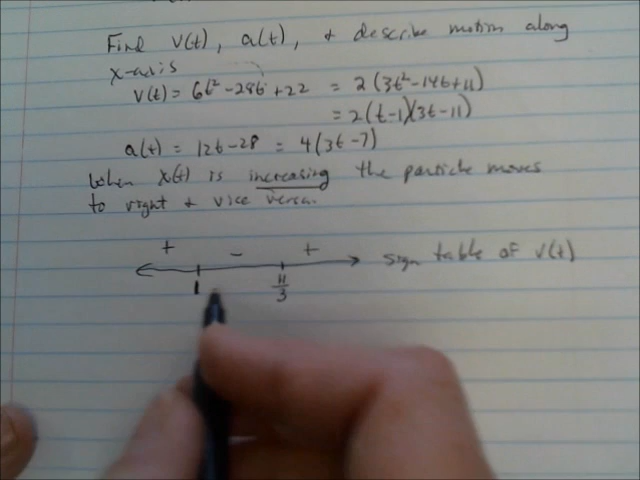 Find v(t), a(t), + describe motion along
x-axis
v(t) = 6t² - 28t + 22 = 2(3t² - 14t + 11)
= 2(t-1)(3t-11)
a(t) = 12t - 28 = 4(3t - 7)
When x(t) is increasing the particle moves
to right + vice versa.
+ - + sign table of v(t)
1 11/3